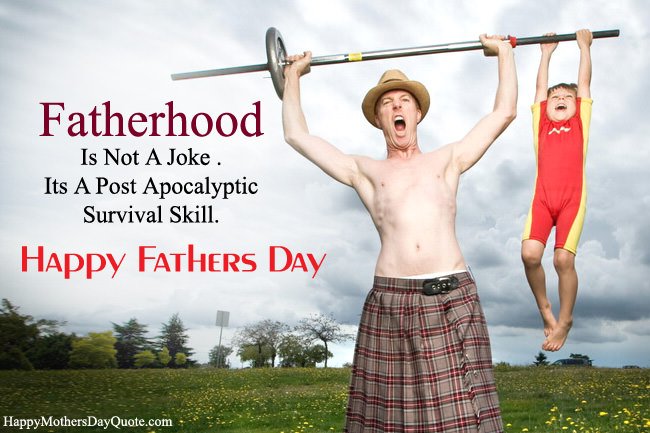 Fatherhood
Is Not A Joke .
Its A Post Apocalyptic
Survival Skill.
Happy Fathers Day
HappyMothersDayQuote.com